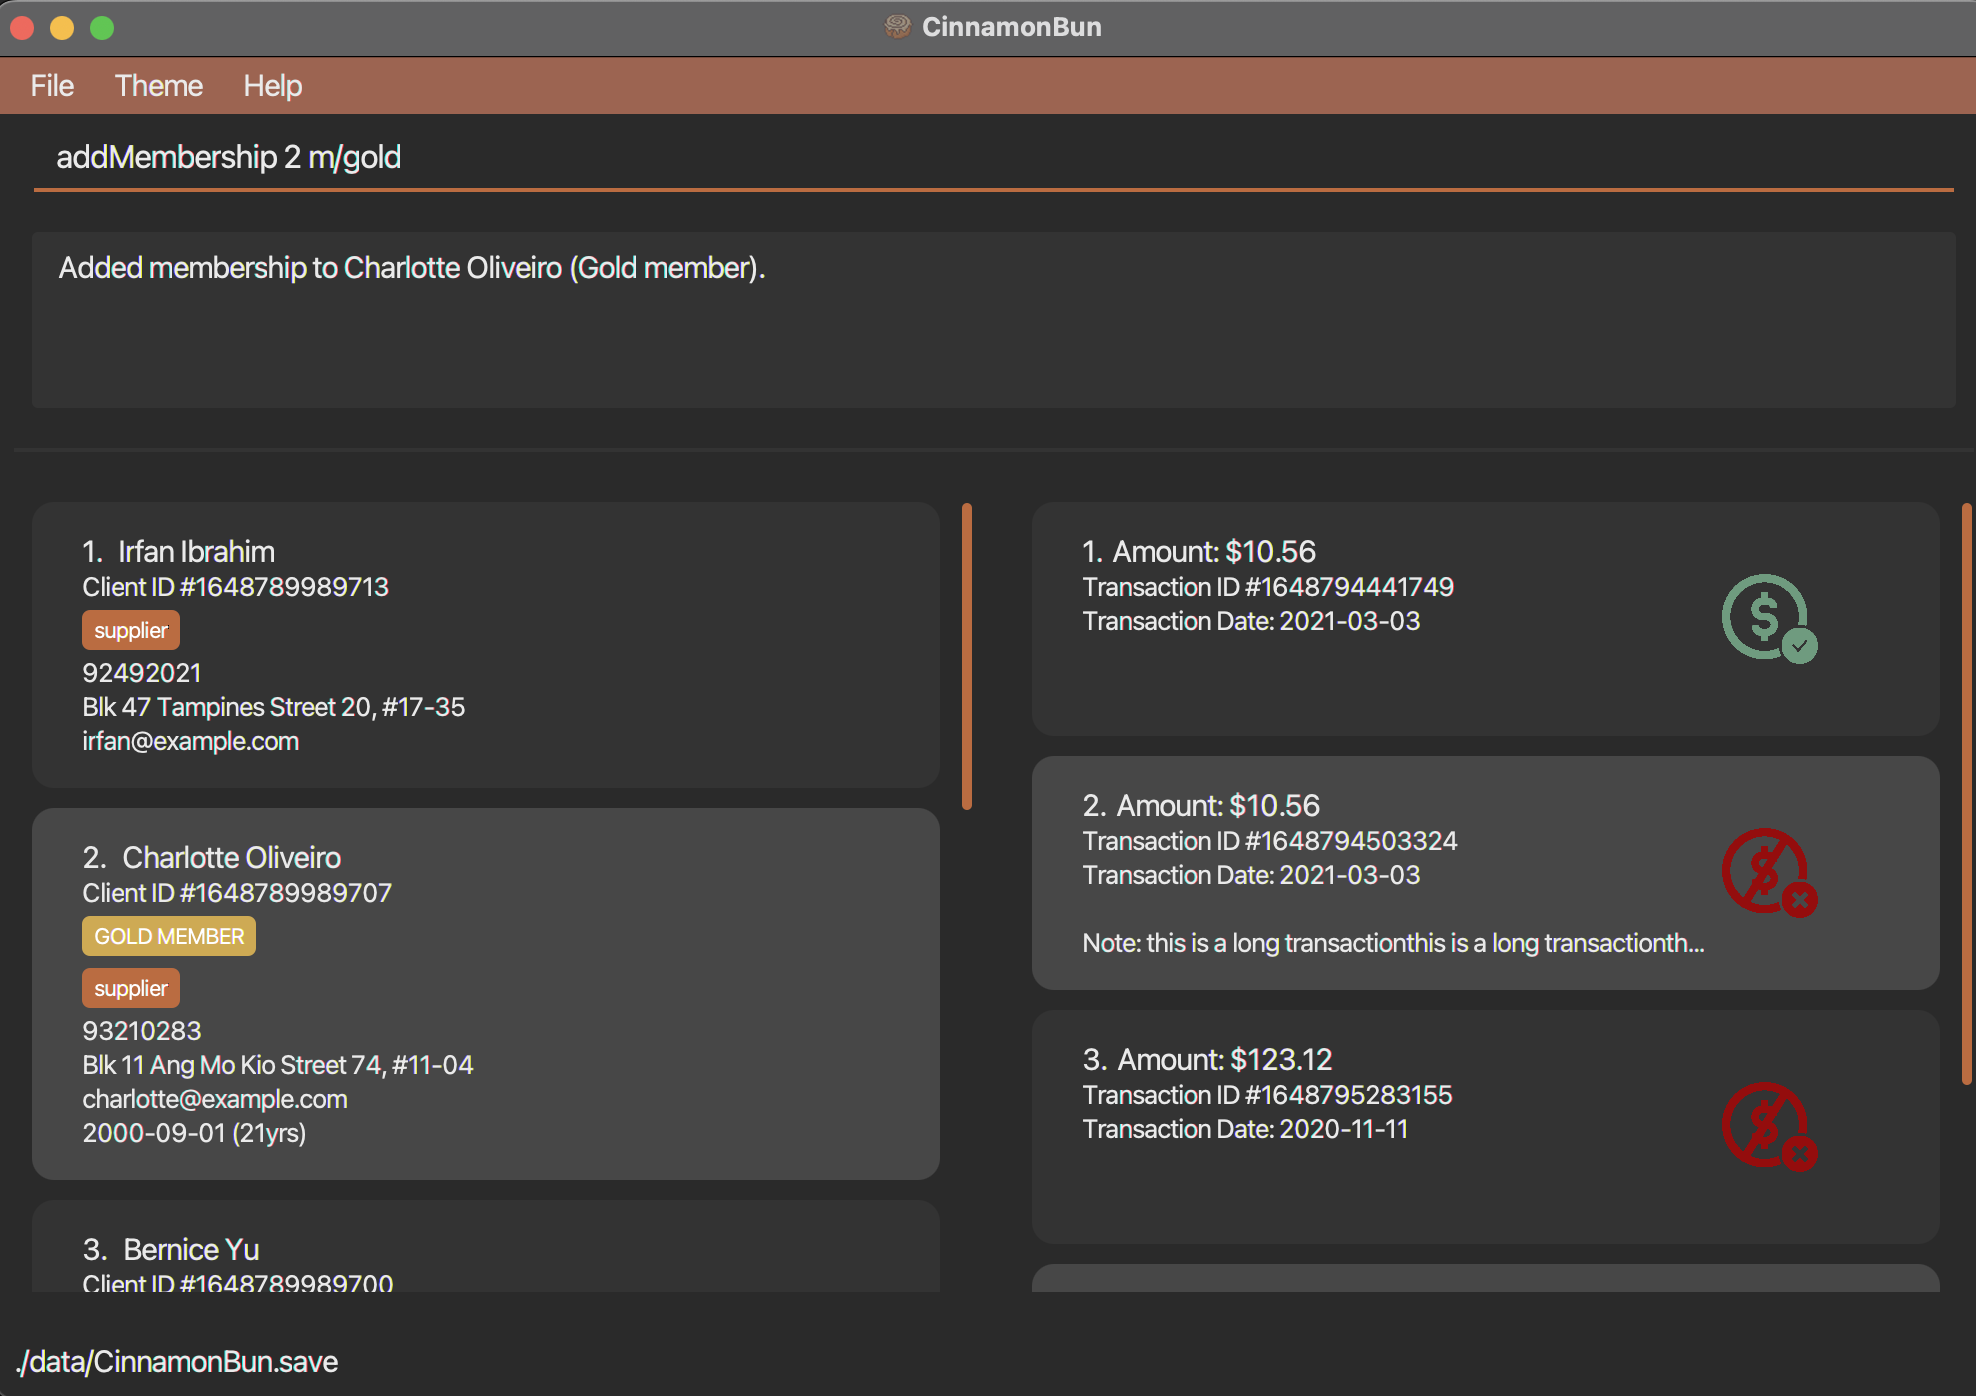 CinnamonBun
File Theme Help
addMembership 2 m/gold
Added membership to Charlotte Oliveiro (Gold member).
1. Irfan Ibrahim
Client ID #1648789989713
supplier
92492021
Blk 47 Tampines Street 20, #17-35
irfan@example.com
2. Charlotte Oliveiro
Client ID #1648789989707
GOLD MEMBER
supplier
93210283
Blk 11 Ang Mo Kio Street 74, #11-04
charlotte@example.com
2000-09-01 (21yrs)
3. Bernice Yu
Client ID #1648789989700
1. Amount: $10.56
Transaction ID #1648794441749
Transaction Date: 2021-03-03
2. Amount: $10.56
Transaction ID #1648794503324
Transaction Date: 2021-03-03
Note: this is a long transactionthis is a long transactionth...
3. Amount: $123.12
Transaction ID #1648795283155
Transaction Date: 2020-11-11
./data/CinnamonBun.save